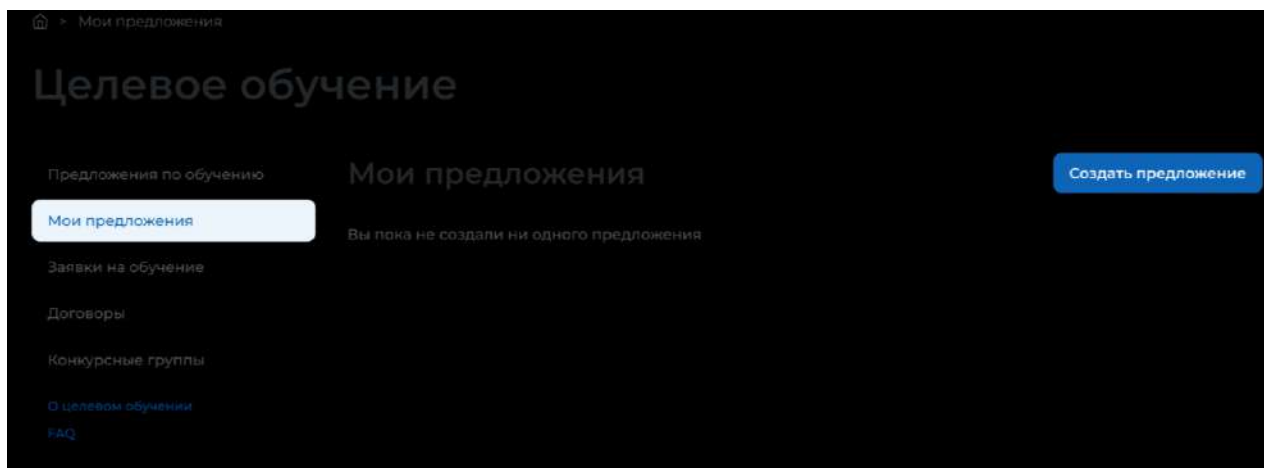 > Мои предложения
Целевое обучение
Предложения по обучению
Мои предложения
Заявки на обучение
Договоры
Конкурсные группы
О целевом обучении
FAQ
Мои предложения
Создать предложение
Вы пока не создали ни одного предложения